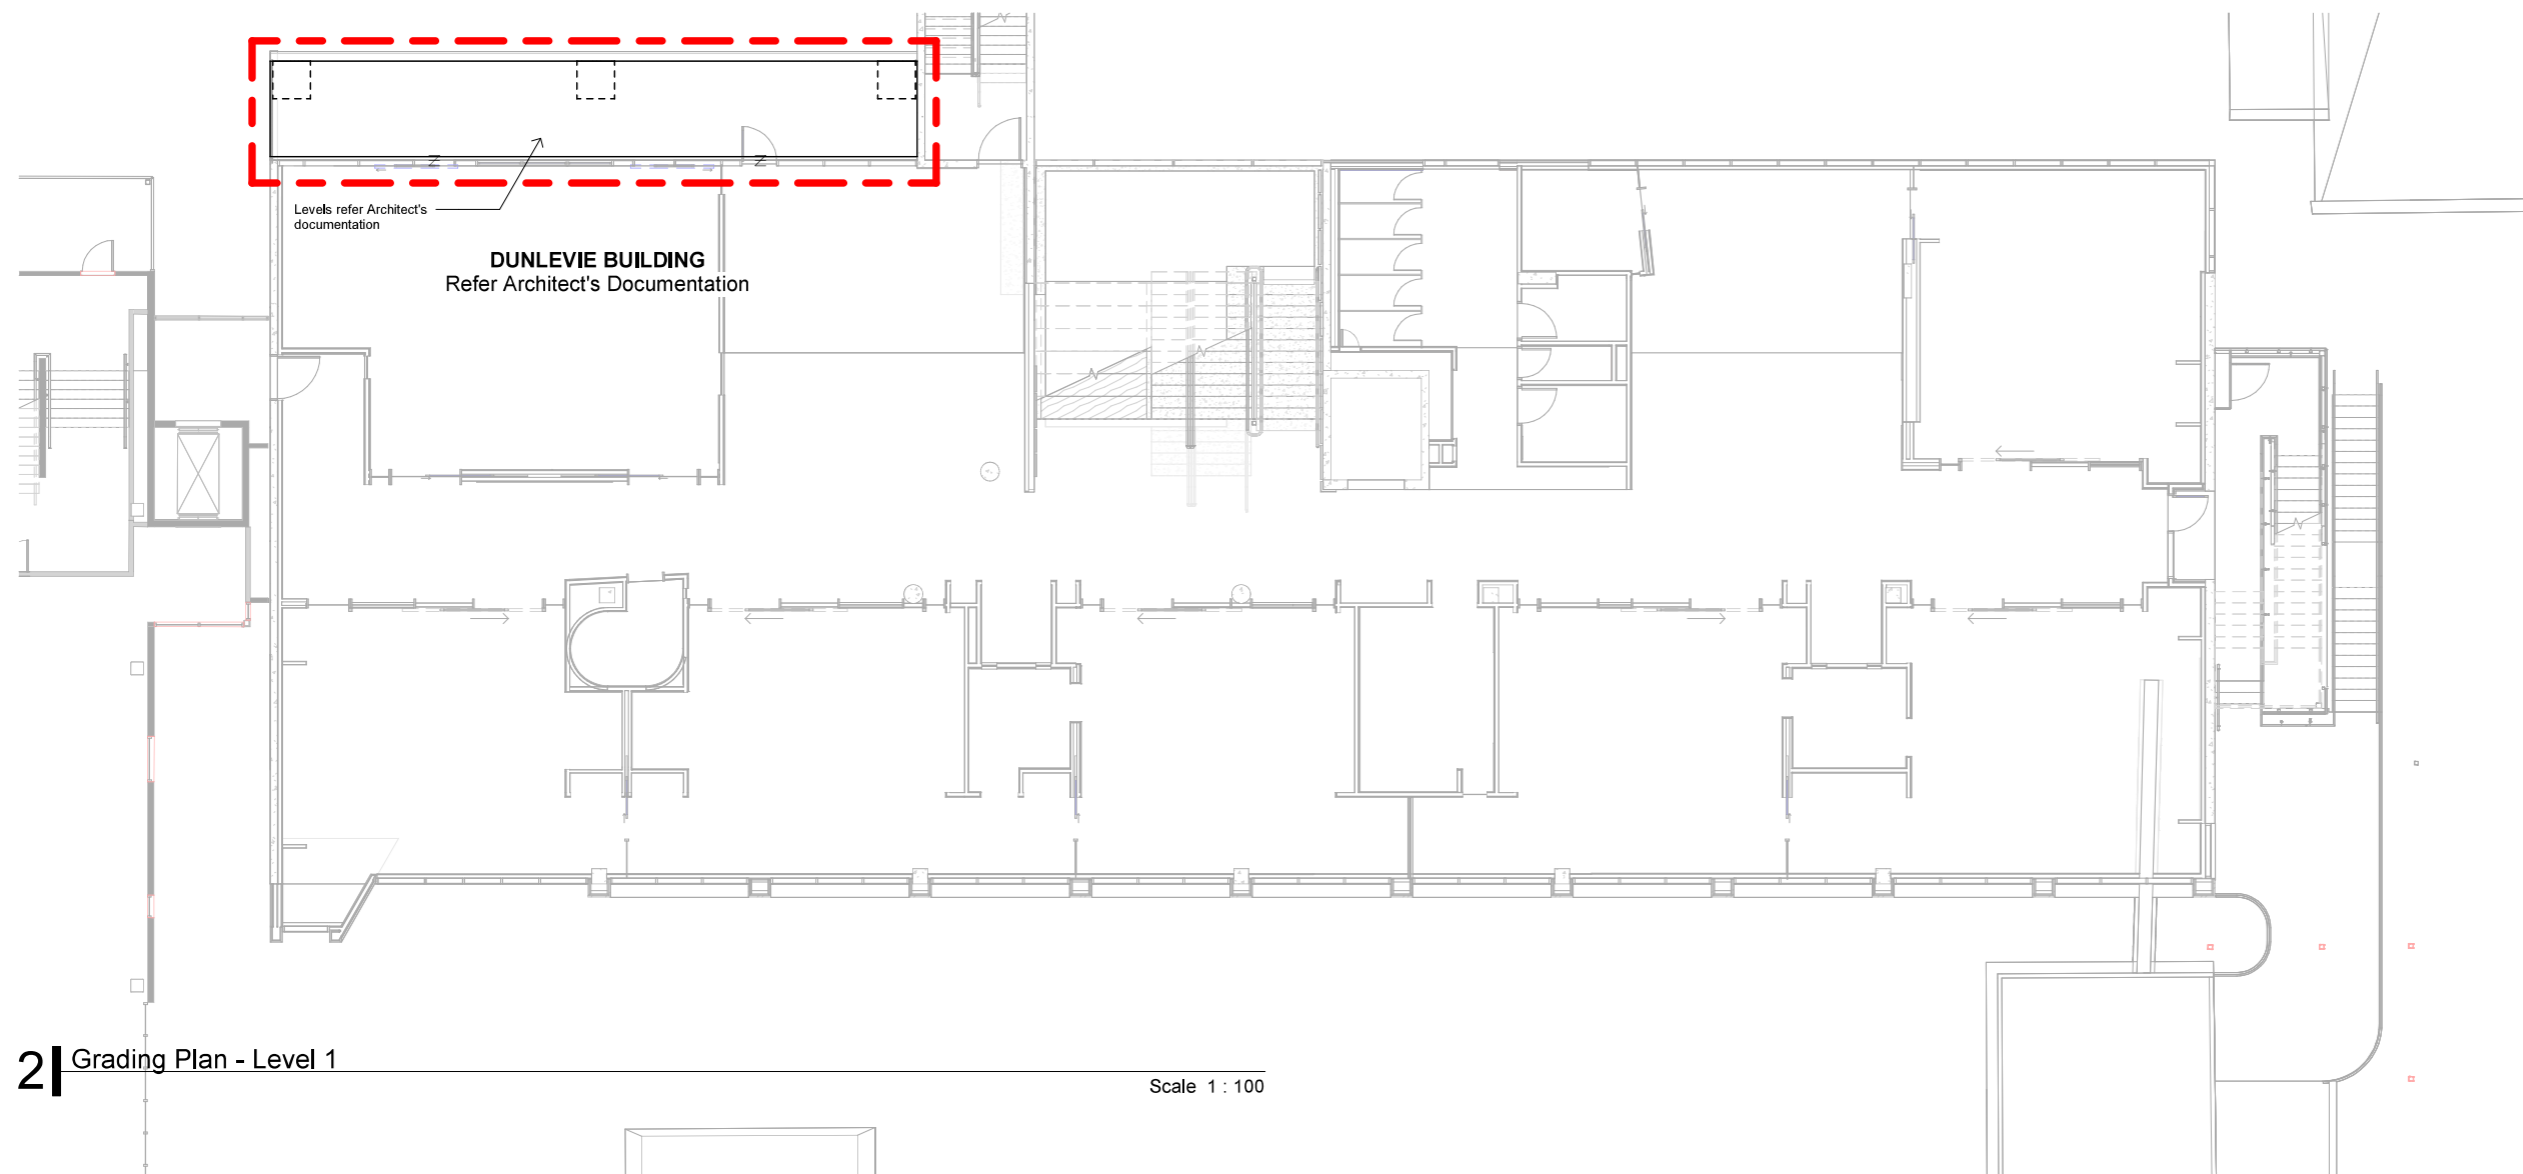 Levels refer Architect's
documentation
DUNLEVIE BUILDING
Refer Architect's Documentation
2
Grading Plan - Level 1
Scale 1 : 100